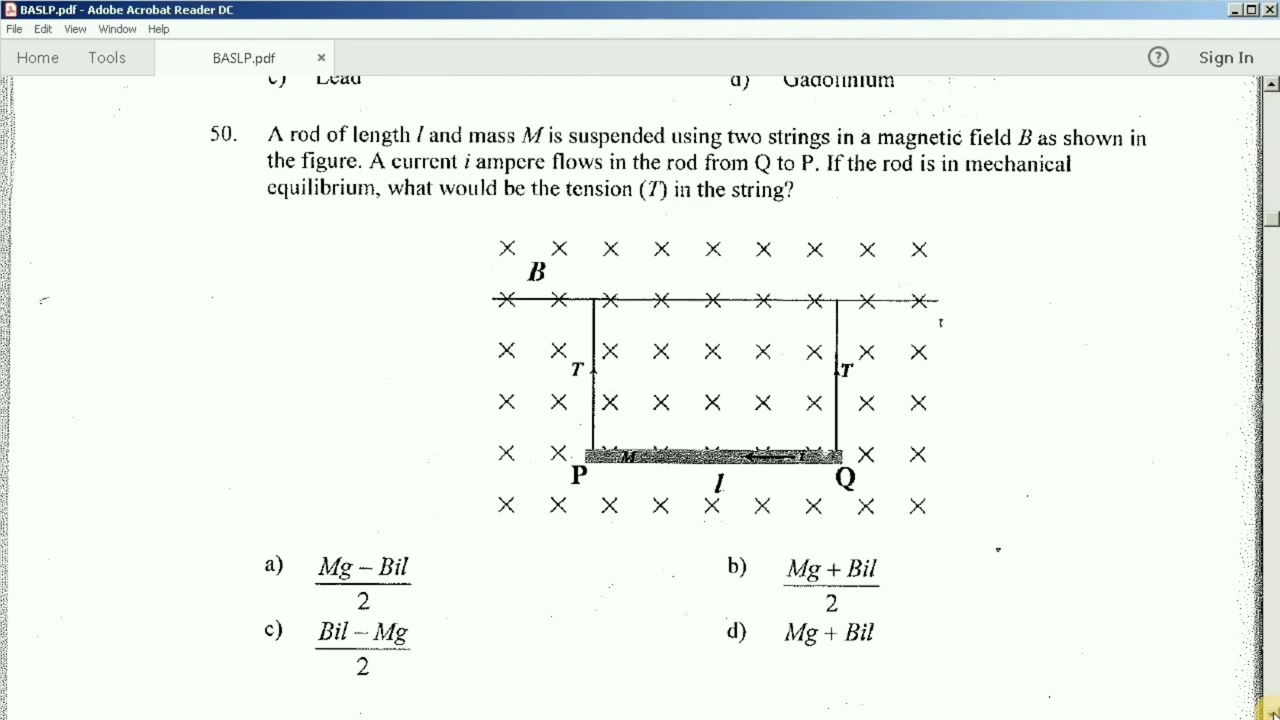 BASLP.pdf - Adobe Acrobat Reader DC
File Edit View Window Help
Home Tools BASLP.pdf × ? Sign In
c) Lead d) Gadolinium
50. A rod of length l and mass M is suspended using two strings in a magnetic field B as shown in
the figure. A current i ampere flows in the rod from Q to P. If the rod is in mechanical
equilibrium, what would be the tension (T) in the string?
B
T T
M
P l Q
a) Mg – Bil
2
b) Mg + Bil
2
c) Bil – Mg
2
d) Mg + Bil